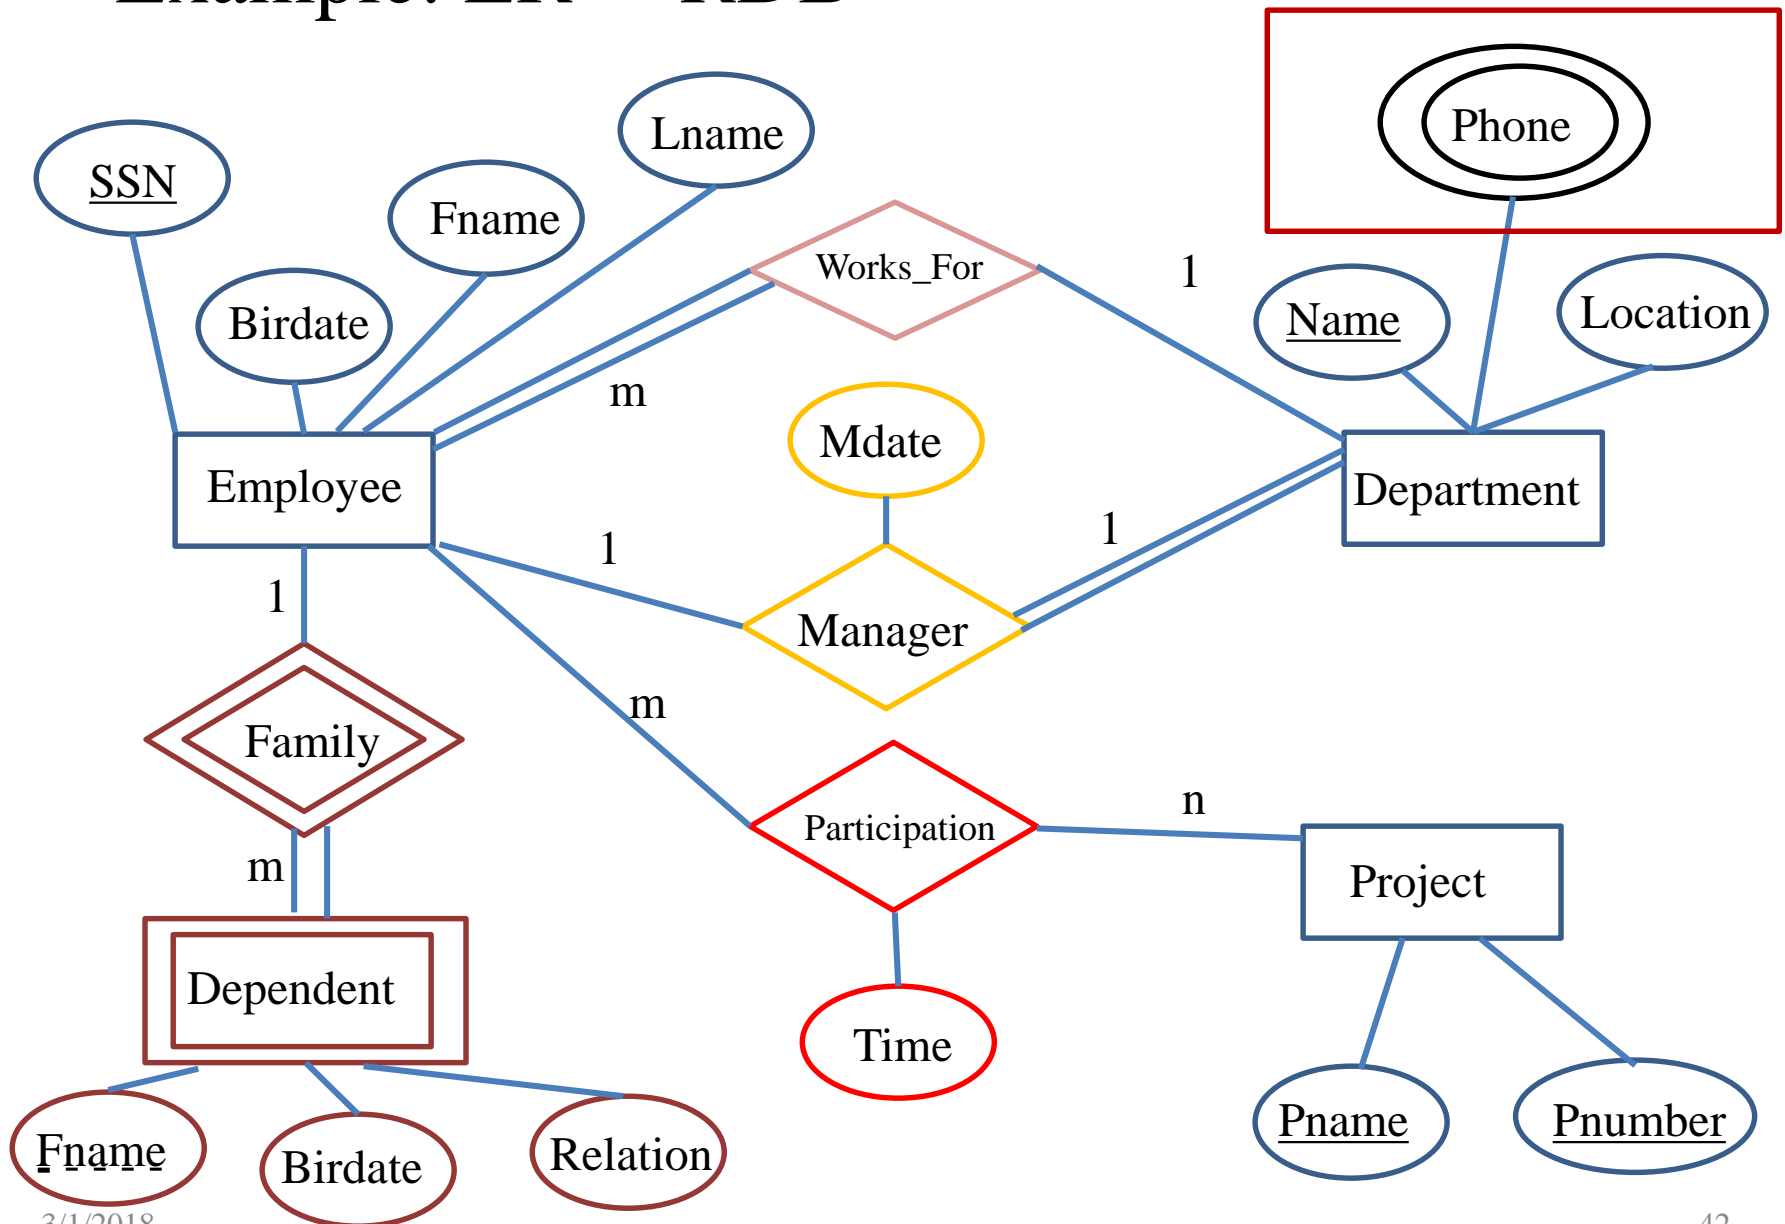 Phone
Lname
SSN
Fname
Works_For
1
Name
Location
Birdate
m
Mdate
Employee
Department
1
1
1
Manager
m
Family
n
Participation
m
Project
Dependent
Time
Pname
Pnumber
Fname
Birdate
Relation